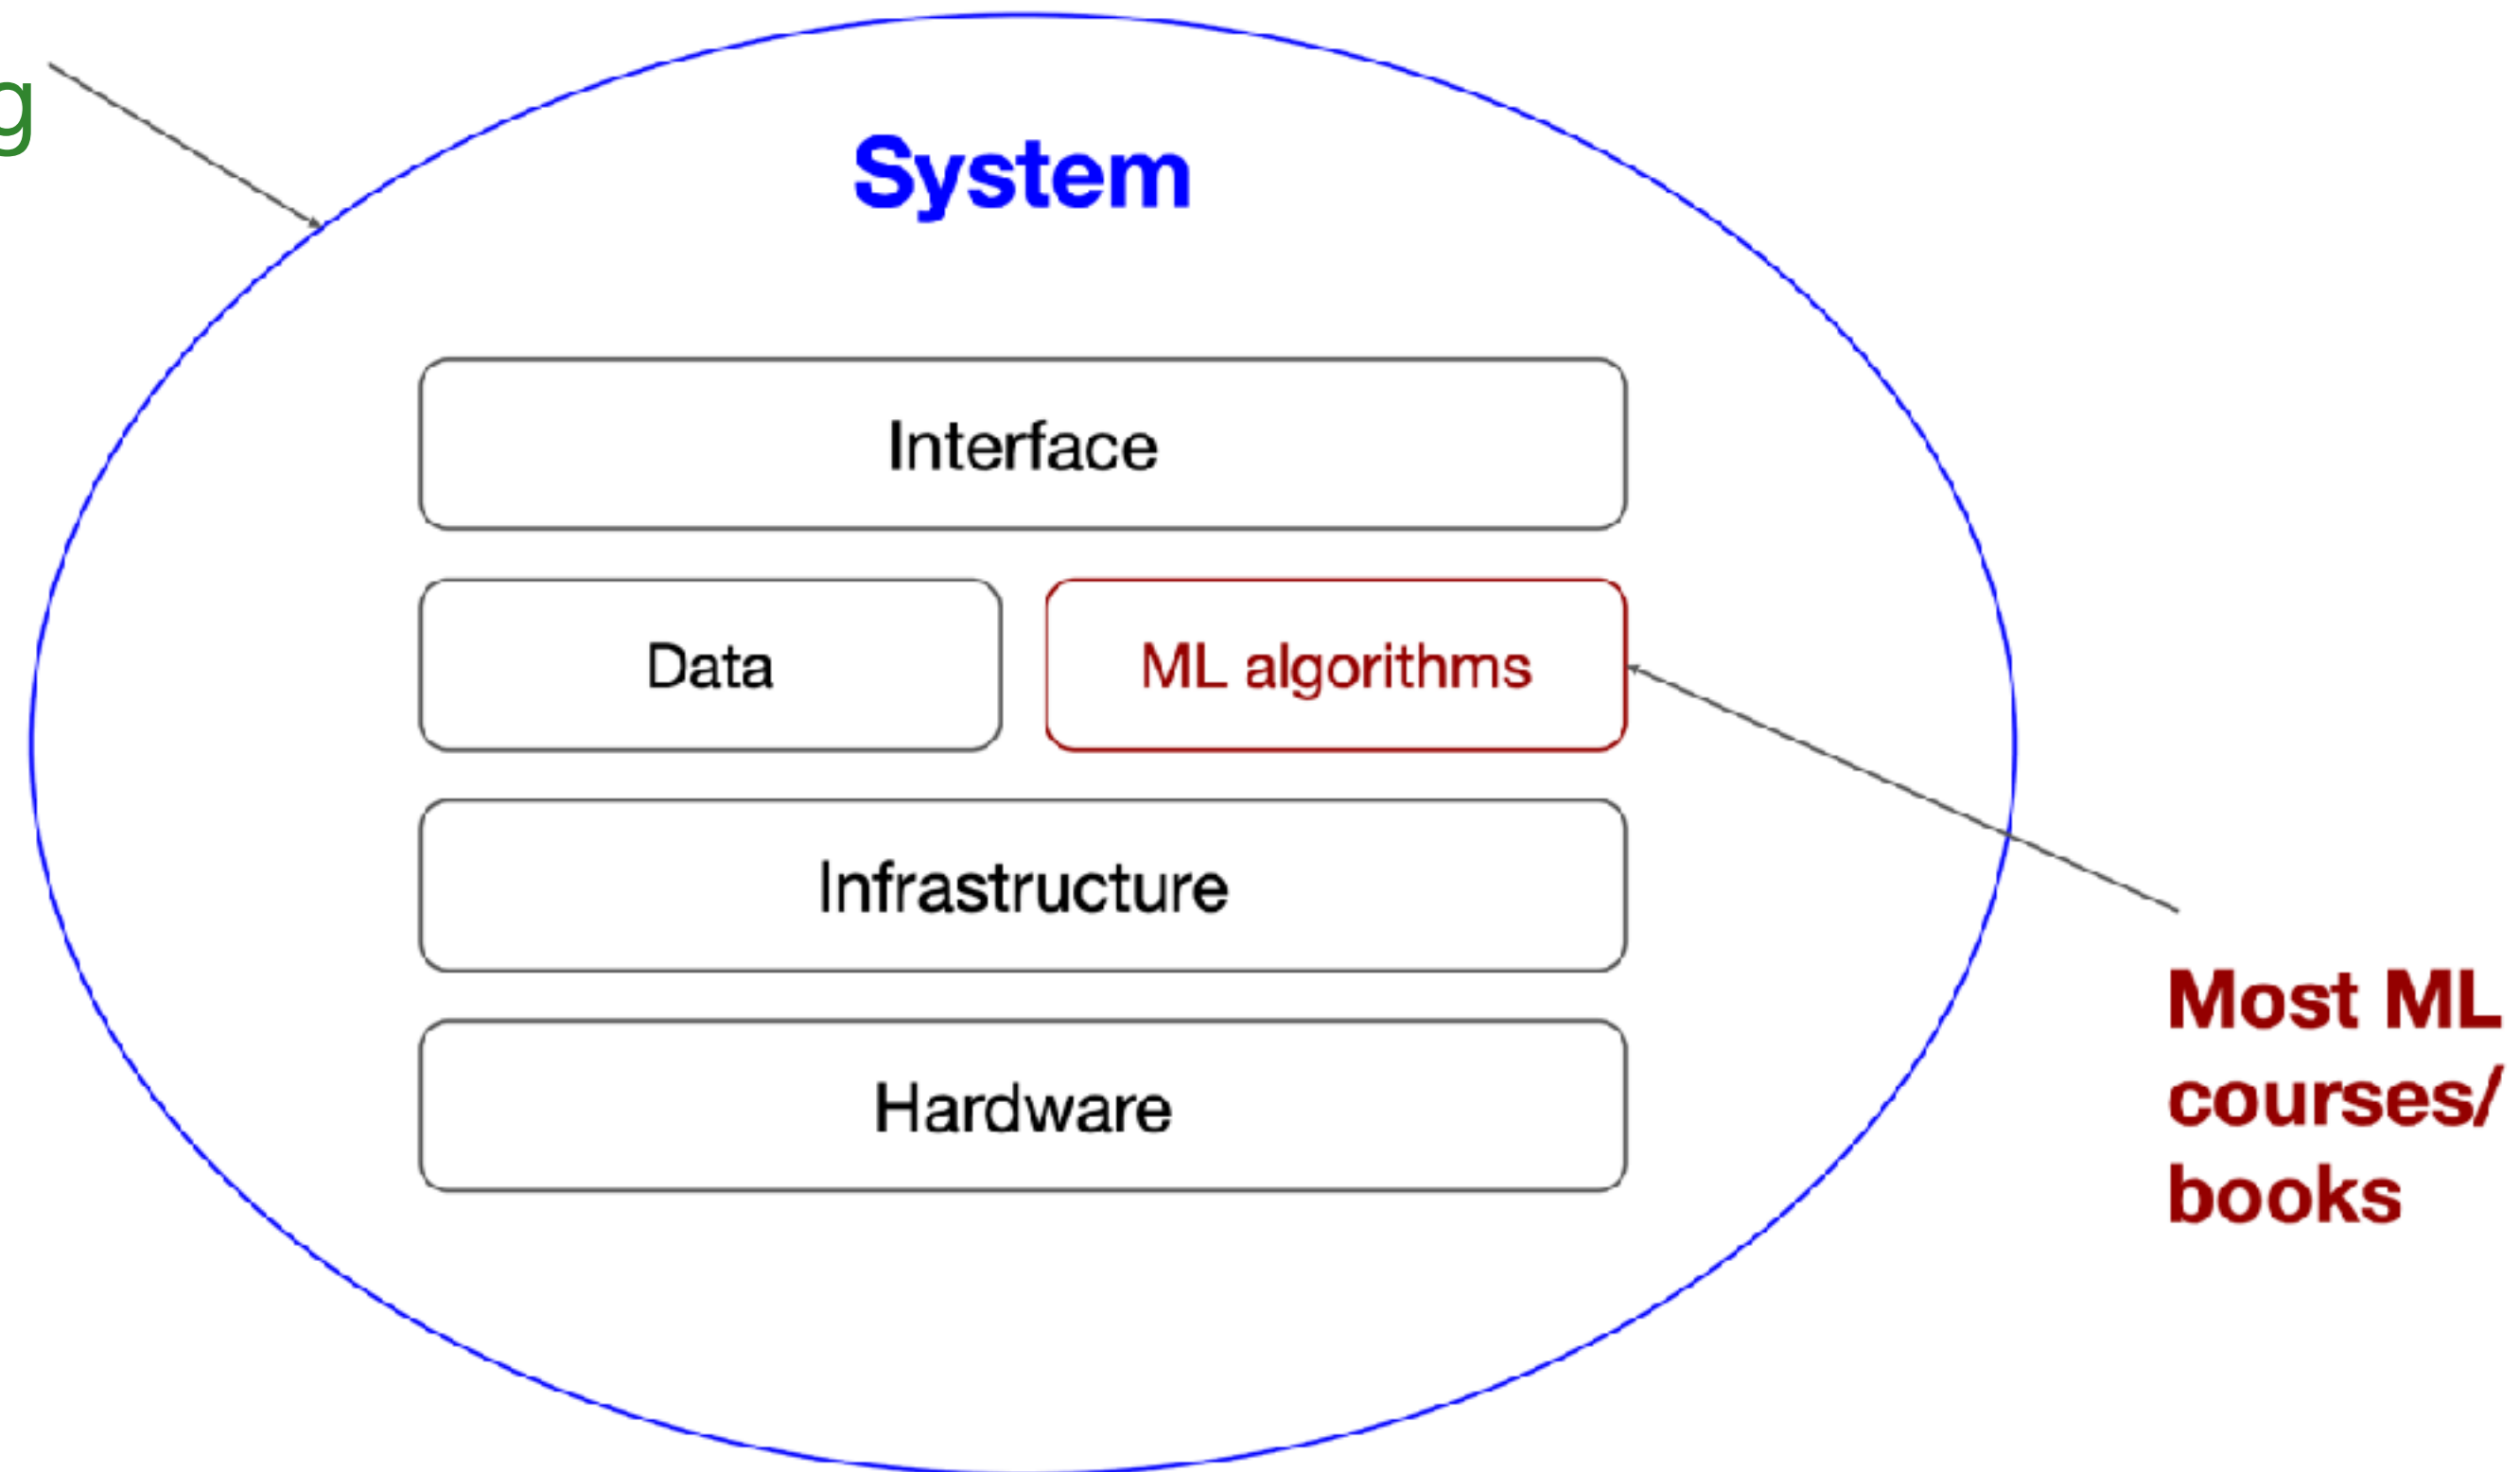 g
System
Interface
Data
ML algorithms
Infrastructure
Hardware
Most ML
courses/
books